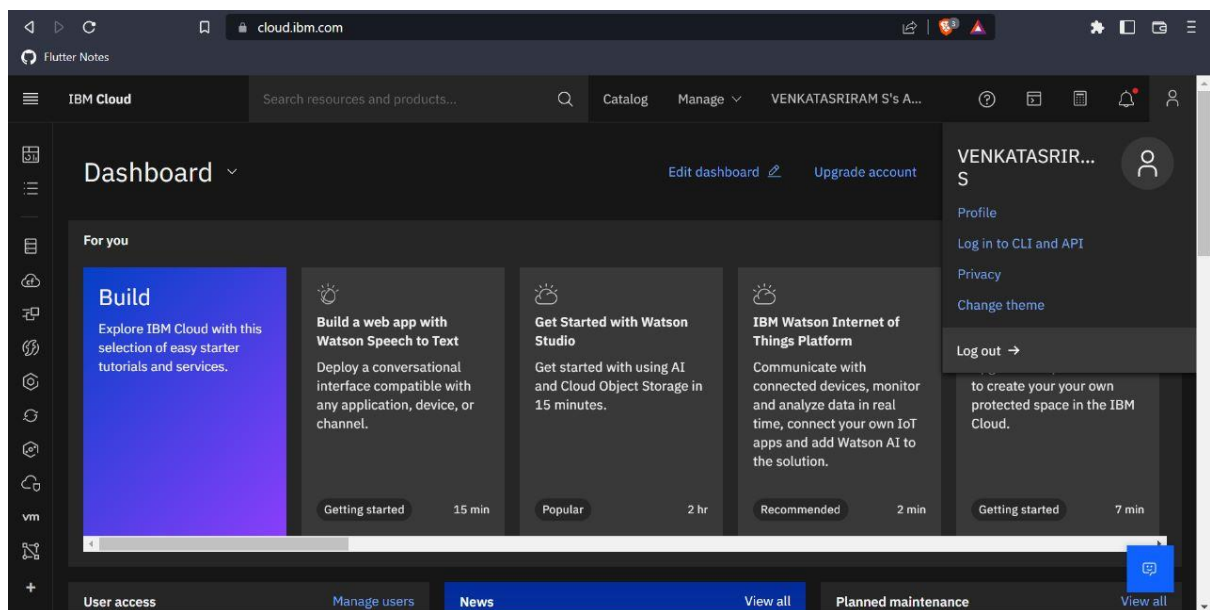 cloud.ibm.com
3
Flutter Notes
IBM Cloud
Search resources and products...
Catalog
Manage
VENKATASRIRAM S's A...
Dashboard
Edit dashboard
Upgrade account
VENKATASRIR...
S
Profile
Log in to CLI and API
Privacy
Change theme
Log out →
For you
Build
Explore IBM Cloud with this
selection of easy starter
tutorials and services.
Build a web app with
Watson Speech to Text
Deploy a conversational
interface compatible with
any application, device, or
channel.
Getting started 15 min
Get Started with Watson
Studio
Get started with using AI
and Cloud Object Storage in
15 minutes.
Popular 2 hr
IBM Watson Internet of
Things Platform
Communicate with
connected devices, monitor
and analyze data in real
time, connect your own IoT
apps and add Watson AI to
the solution.
Recommended 2 min
to create your your own
protected space in the IBM
Cloud.
Getting started 7 min
vm
User access Manage users
News View all
Planned maintenance View all